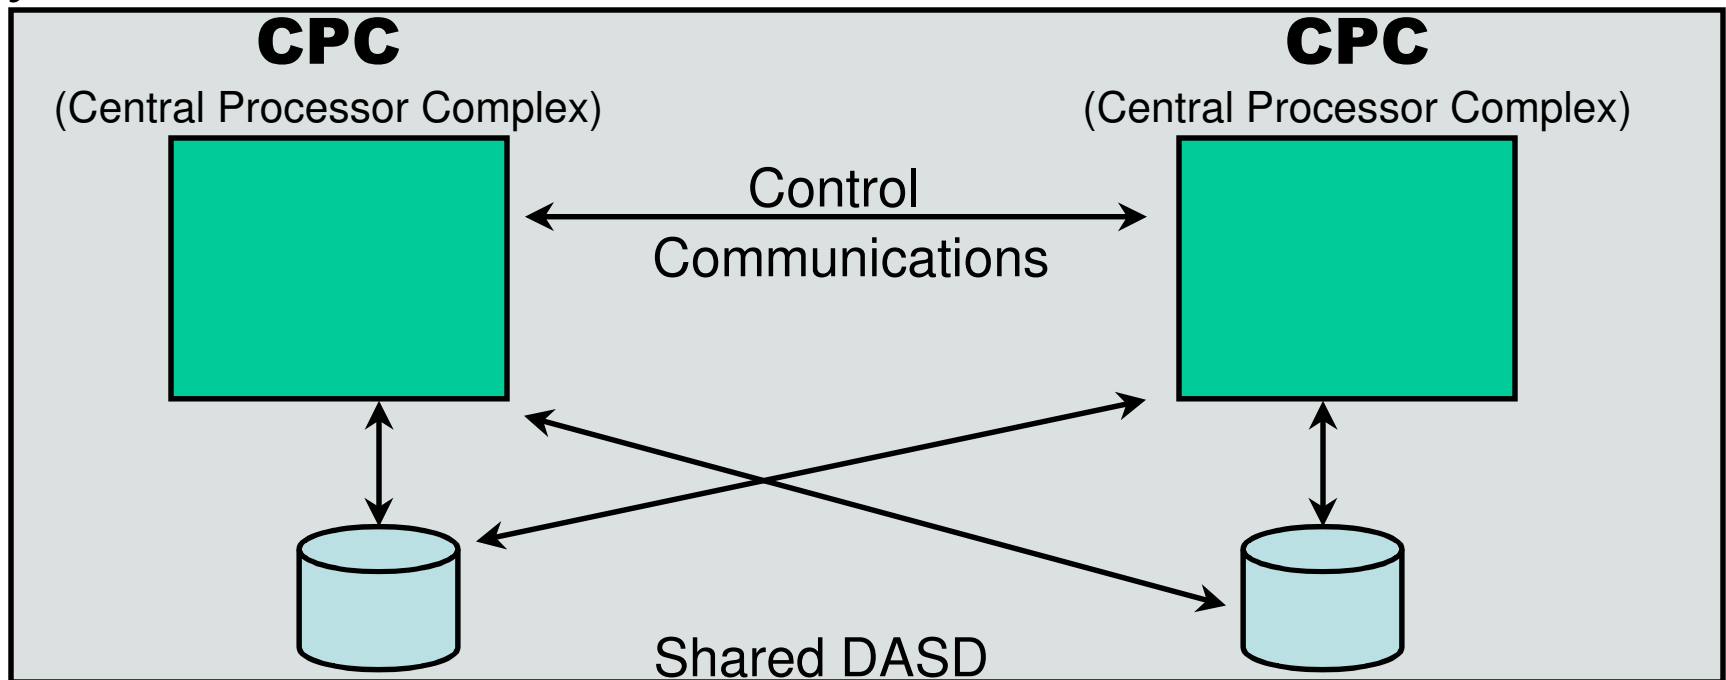 CPC
(Central Processor Complex)
CPC
(Central Processor Complex)
Control
Communications
Shared DASD